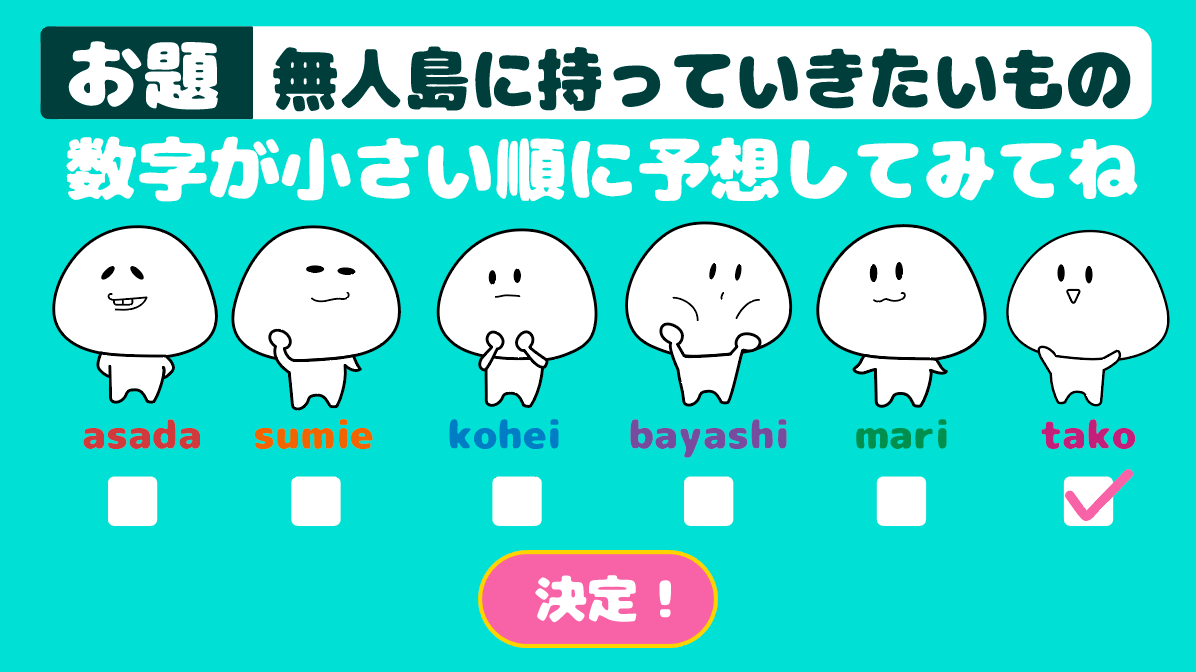 お題 無人島に持っていきたいもの
数字が小さい順に予想してみてね
asada sumie kohei bayashi mari tako
決定！